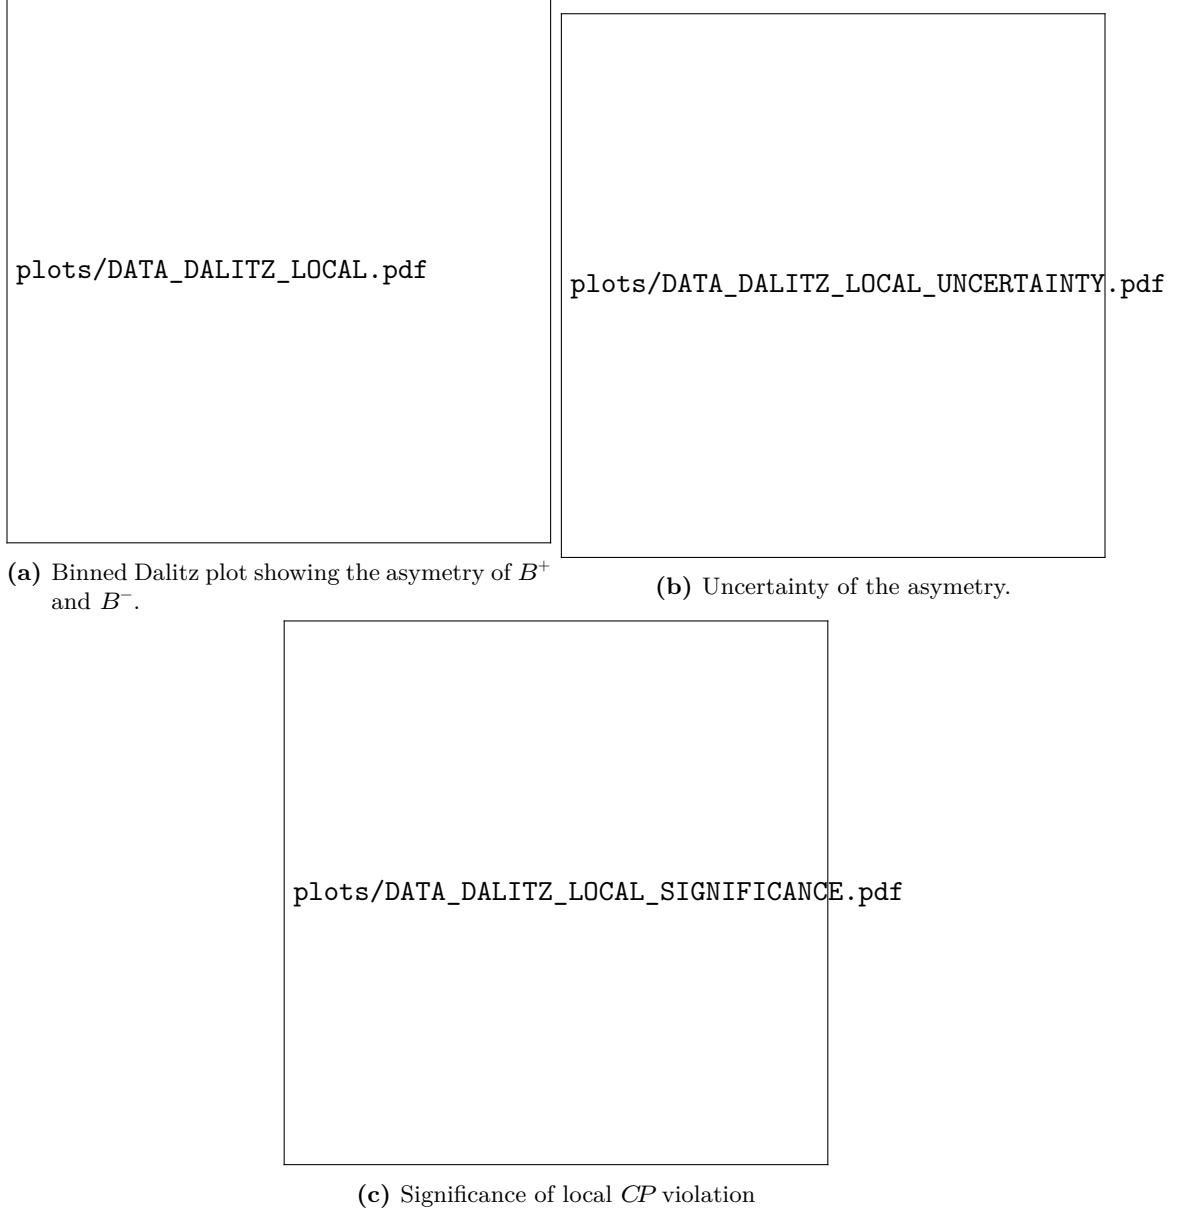 plots/DATA_DALITZ_LOCAL.pdf
plots/DATA_DALITZ_LOCAL_UNCERTAINTY.pdf
(a) Binned Dalitz plot showing the asymetry of B⁺
and B⁻.
(b) Uncertainty of the asymmetry.
plots/DATA_DALITZ_LOCAL_SIGNIFICANCE.pdf
(c) Significance of local CP violation